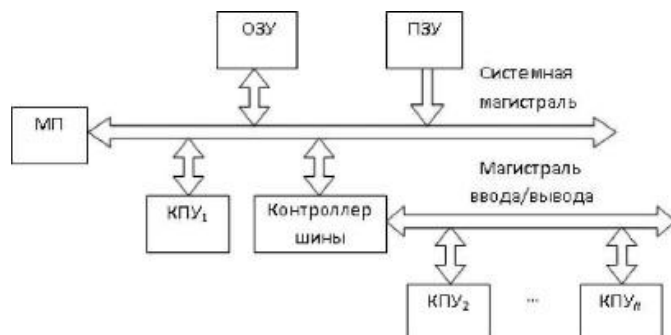 ОЗУ
ПЗУ
Системная
магистраль
МП
КПУ₁
Контроллер
шины
Магистраль
ввода/вывода
КПУ₂
...
КПУₙ